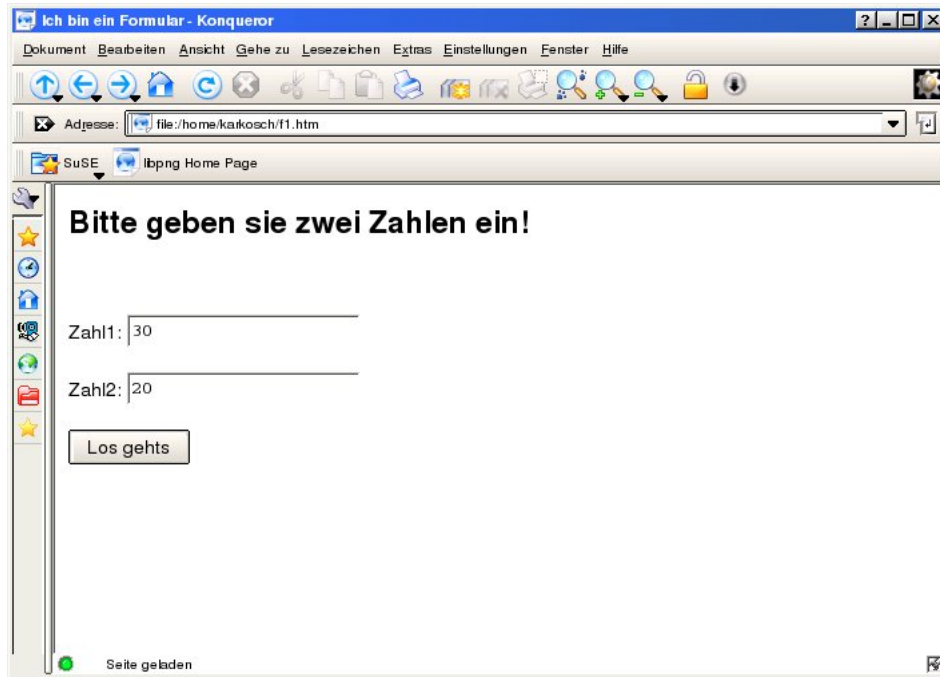 Ich bin ein Formular - Konqueror
Dokument Bearbeiten Ansicht Gehe zu Lesezeichen Extras Einstellungen Fenster Hilfe
Adresse: file:/home/karkosch/f1.htm
SuSE libpng Home Page
Bitte geben sie zwei Zahlen ein!
Zahl1: 30
Zahl2: 20
Los gehts
Seite geladen